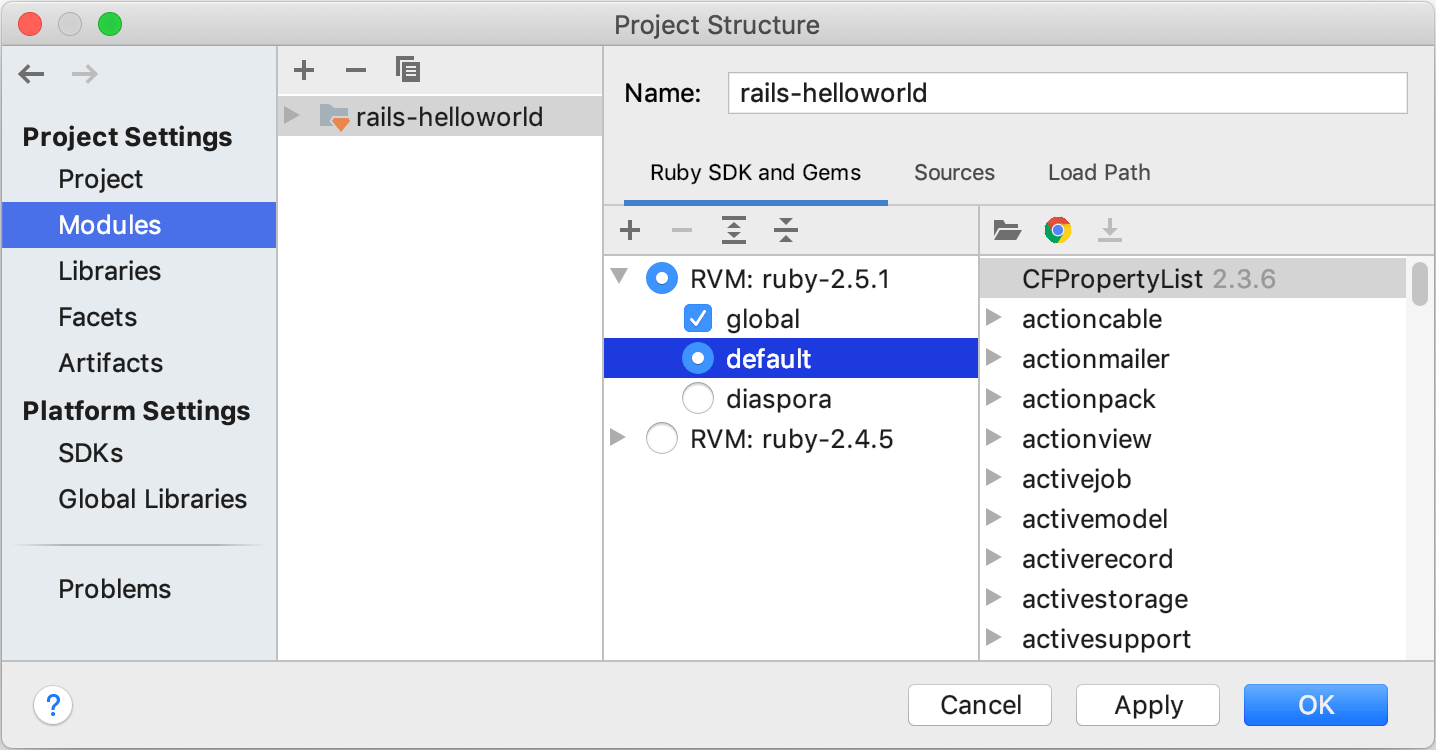 Project Structure
Project Settings
Project
Modules
Libraries
Facets
Artifacts
Platform Settings
SDKs
Global Libraries
Problems
rails-helloworld
Name: rails-helloworld
Ruby SDK and Gems Sources Load Path
RVM: ruby-2.5.1
global
default
diaspora
RVM: ruby-2.4.5
CFPropertyList 2.3.6
actioncable
actionmailer
actionpack
actionview
activejob
activemodel
activerecord
activestorage
activesupport
? Cancel Apply OK